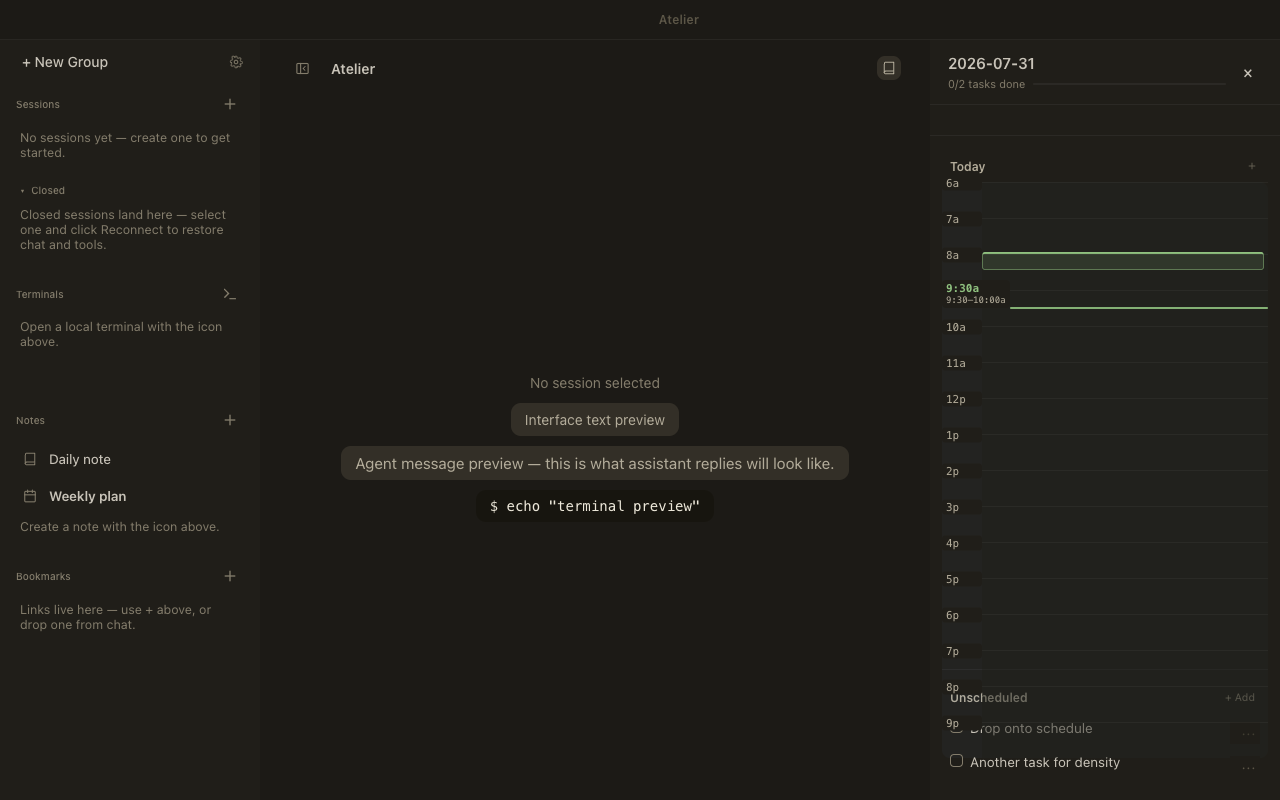 Atelier
+ New Group
Sessions
No sessions yet — create one to get
started.
Closed
Closed sessions land here — select
one and click Reconnect to restore
chat and tools.
Terminals
Open a local terminal with the icon
above.
Notes
Daily note
Weekly plan
Create a note with the icon above.
Bookmarks
Links live here — use + above, or
drop one from chat.
Atelier
No session selected
Interface text preview
Agent message preview — this is what assistant replies will look like.
$ echo "terminal preview"
2026-07-31
0/2 tasks done
Today
6a
7a
8a
9:30a
9:30–10:00a
10a
11a
12p
1p
2p
3p
4p
5p
6p
7p
8p
Unscheduled
+ Add
9p
Drop onto schedule
Another task for density